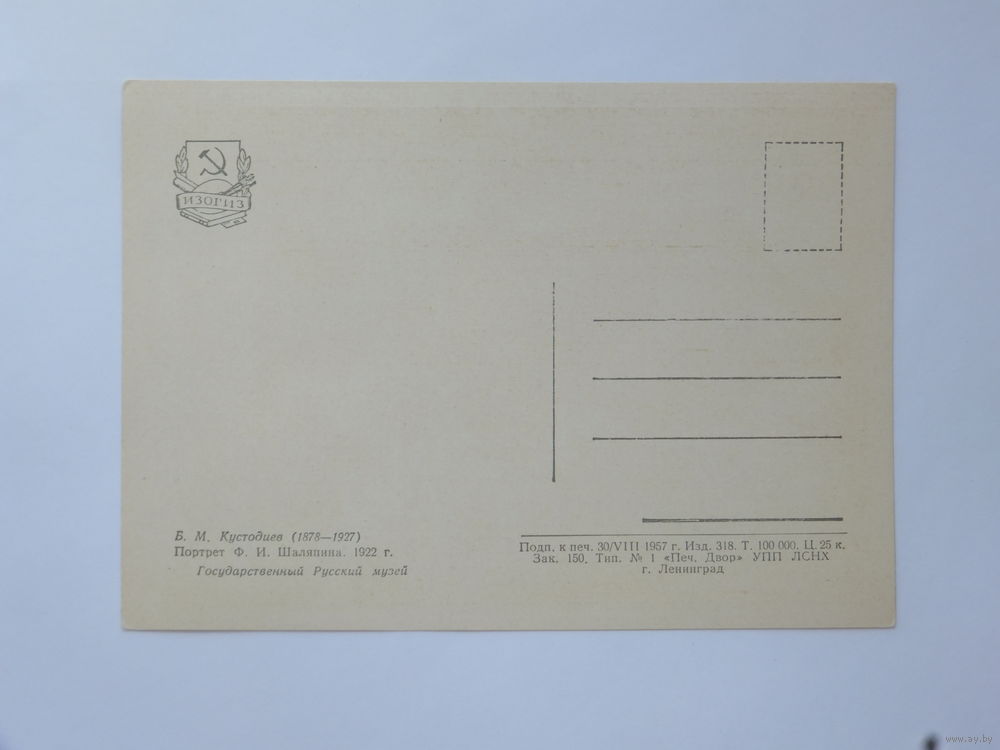 ИЗОГИЗ
Б. М. Кустодиев (1878—1927)
Портрет Ф. И. Шаляпина. 1922 г.
Государственный Русский музей
Подп. к печ. 30/VIII 1957 г. Изд. 318. Т. 100 000. Ц. 25 к.
Зак. 150. Тип. № 1 «Печ. Двор» УПП ЛСНХ
г. Ленинград
www.ay.by